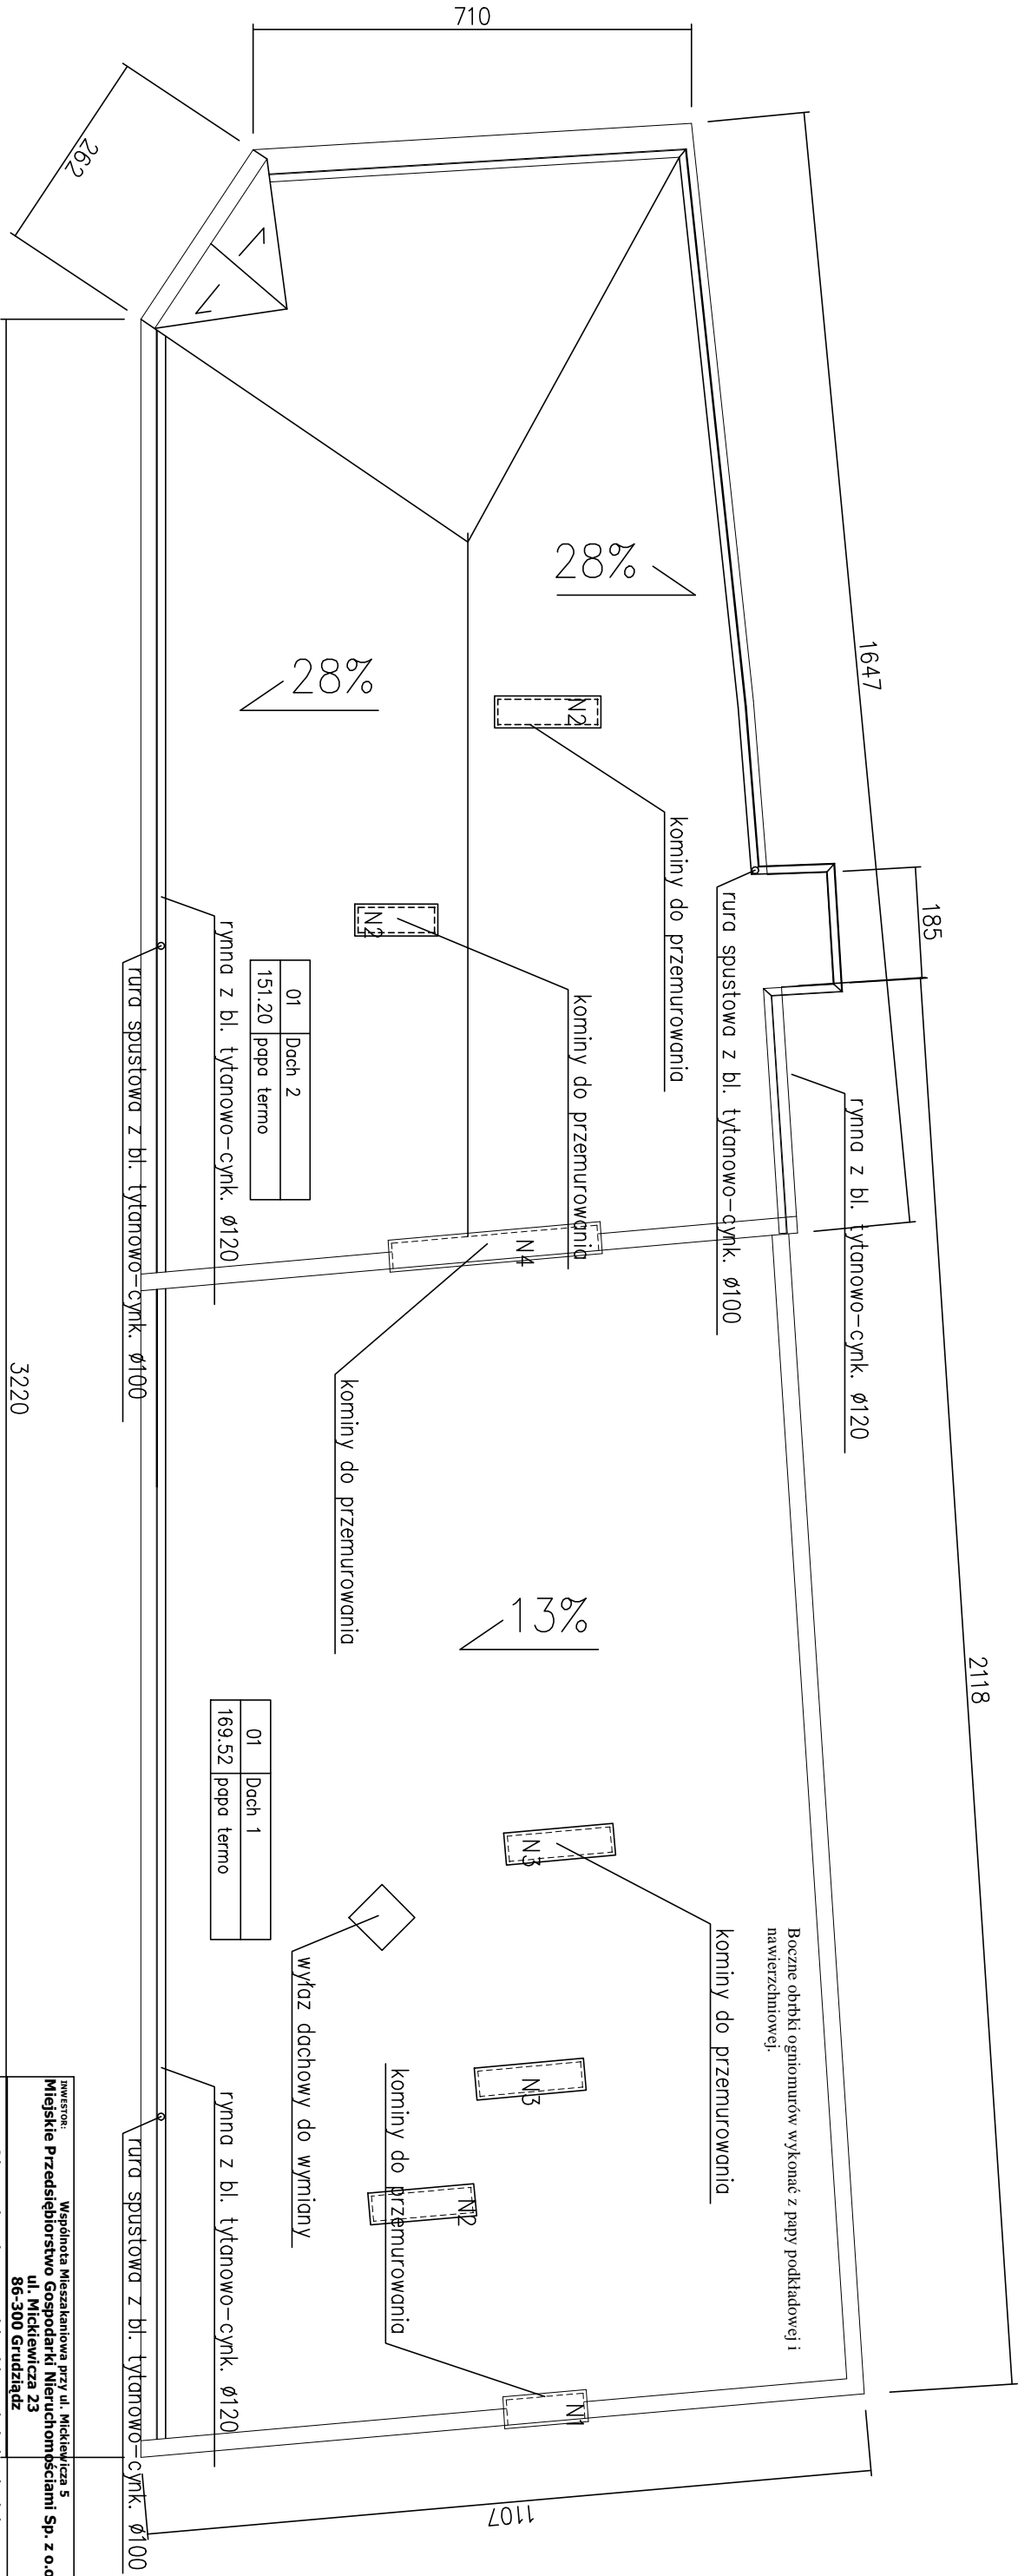 710
262
1647
185
2118
3220
1107
28%
28%
13%
N2
kominy do przemurowania
rura spustowa z bl. tytanowo-cynk. ø100
rynna z bl. tytanowo-cynk. ø120
N2
kominy do przemurowania
01 Dach 2
151.20 papa termo
rynna z bl. tytanowo-cynk. ø120
rura spustowa z bl. tytanowo-cynk. ø100
N4
kominy do przemurowania
Boczne obrbki ogniomurów wykonać z papy podkładowej i
nawierzchniowej.
N3
kominy do przemurowania
N3
N2
kominy do przemurowania
N1
wyłaz dachowy do wymiany
01 Dach 1
169.52 papa termo
rynna z bl. tytanowo-cynk. ø120
rura spustowa z bl. tytanowo-cynk. ø100
INWESTOR:
Wspólnota Mieszakaniowa przy ul. Mickiewicza 5
Miejskie Przedsiębiorstwo Gospodarki Nieruchomościami Sp. z o.o
ul. Mickiewicza 23
86-300 Grudziądz